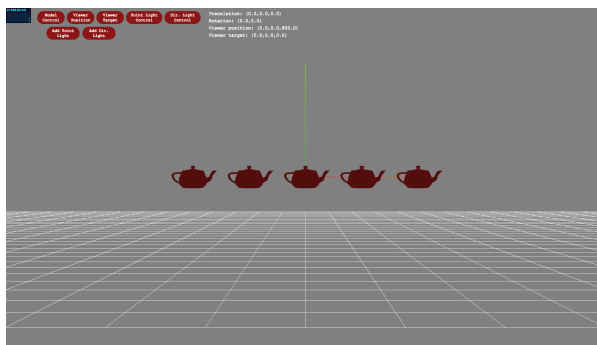 Model
Control
Viewer
Position
Viewer
Target
Point Light
Control
Dir. Light
Control
Add Point
Light
Add Dir.
Light
Translation: (0.0,0.0,0.0)
Rotation: (0.0,0.0)
Viewer position: (0.0,0.0,800.0)
Viewer target: (0.0,0.0,0.0)